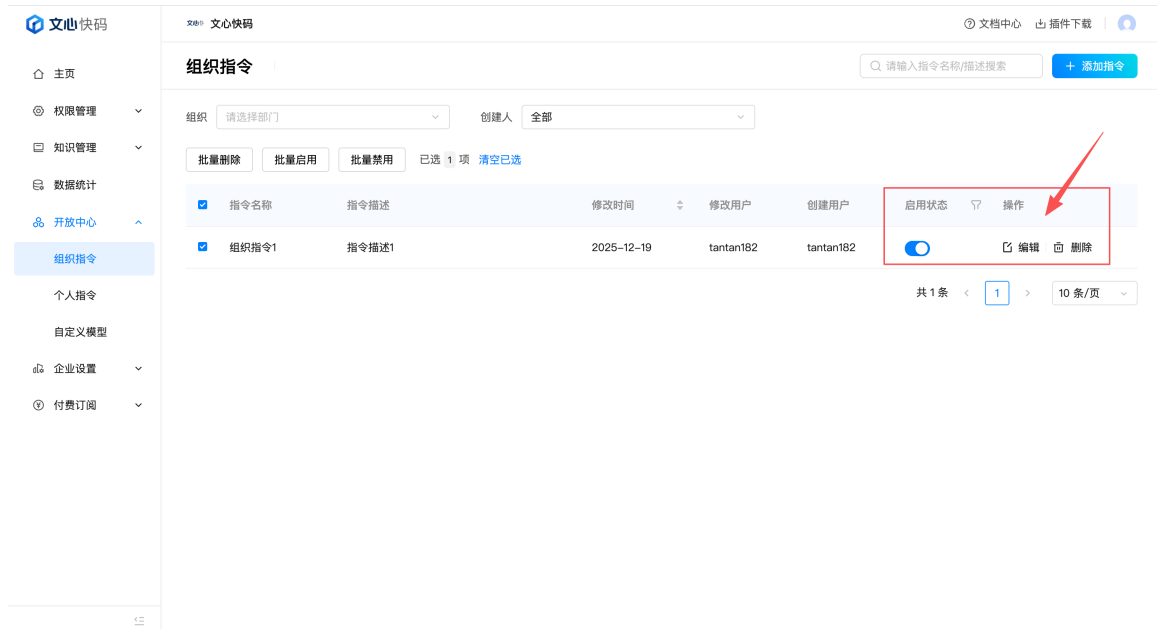 文心快码
文心快码
文档中心
插件下载
主页
权限管理
知识管理
数据统计
开放中心
组织指令
个人指令
自定义模型
企业设置
付费订阅
组织指令
请输入指令名称/描述搜索
添加指令
组织 请选择部门 创建人 全部
批量删除 批量启用 批量禁用 已选 1 项 清空已选
指令名称 指令描述 修改时间 修改用户 创建用户 启用状态 操作
组织指令1 指令描述1 2025-12-19 tantan182 tantan182 编辑 删除
共 1 条 1 10 条/页